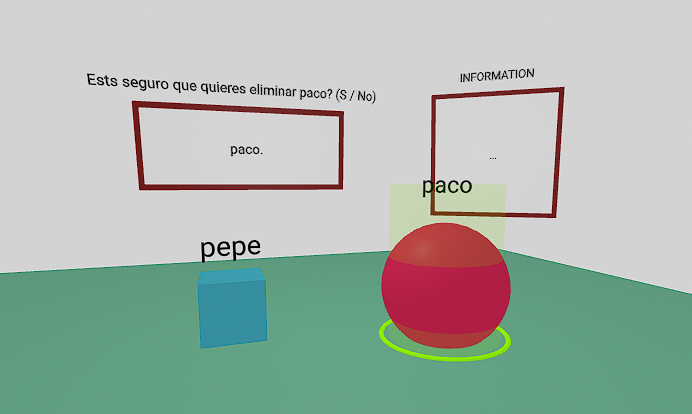 Ests seguro que quieres eliminar paco? (S / No)
paco.
INFORMATION
...
paco
pepe